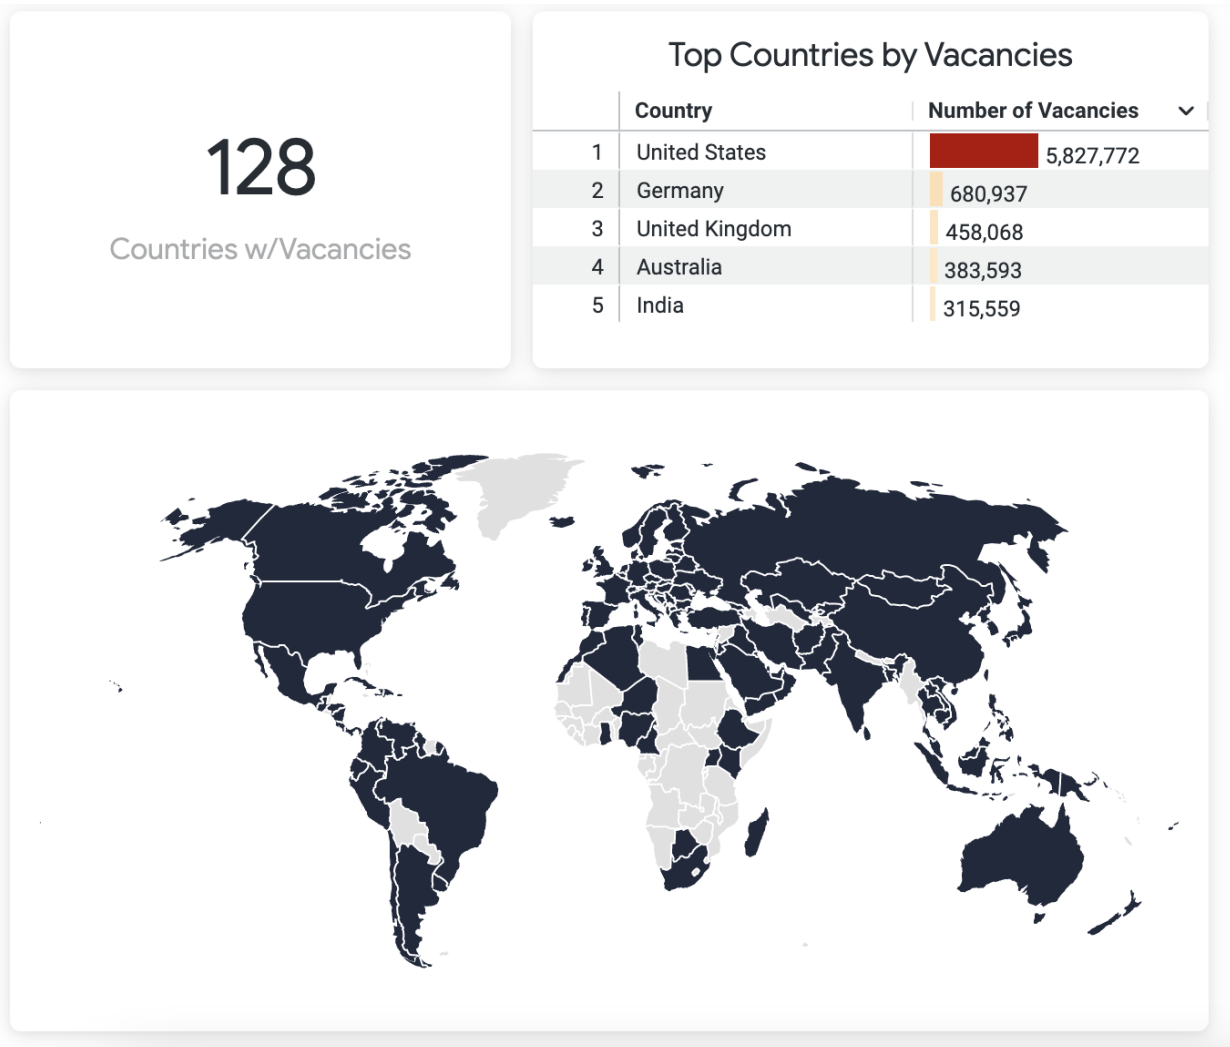 128
Countries w/Vacancies
Top Countries by Vacancies
Country Number of Vacancies
1 United States 5,827,772
2 Germany 680,937
3 United Kingdom 458,068
4 Australia 383,593
5 India 315,559